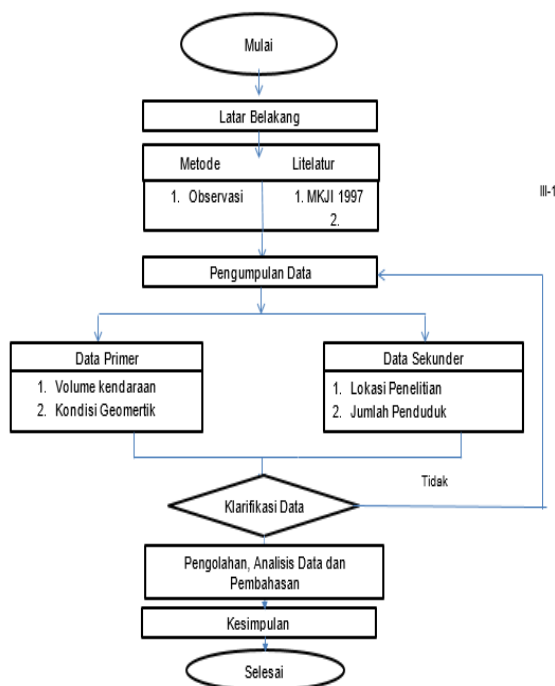 Mulai
Latar Belakang
Metode Litelatur
1. Observasi 1. MKJI 1997
2.
III-1
Pengumpulan Data
Data Primer
1. Volume kendaraan
2. Kondisi Geomertik
Data Sekunder
1. Lokasi Penelitian
2. Jumlah Penduduk
Tidak
Klarifikasi Data
Pengolahan, Analisis Data dan
Pembahasan
Kesimpulan
Selesai